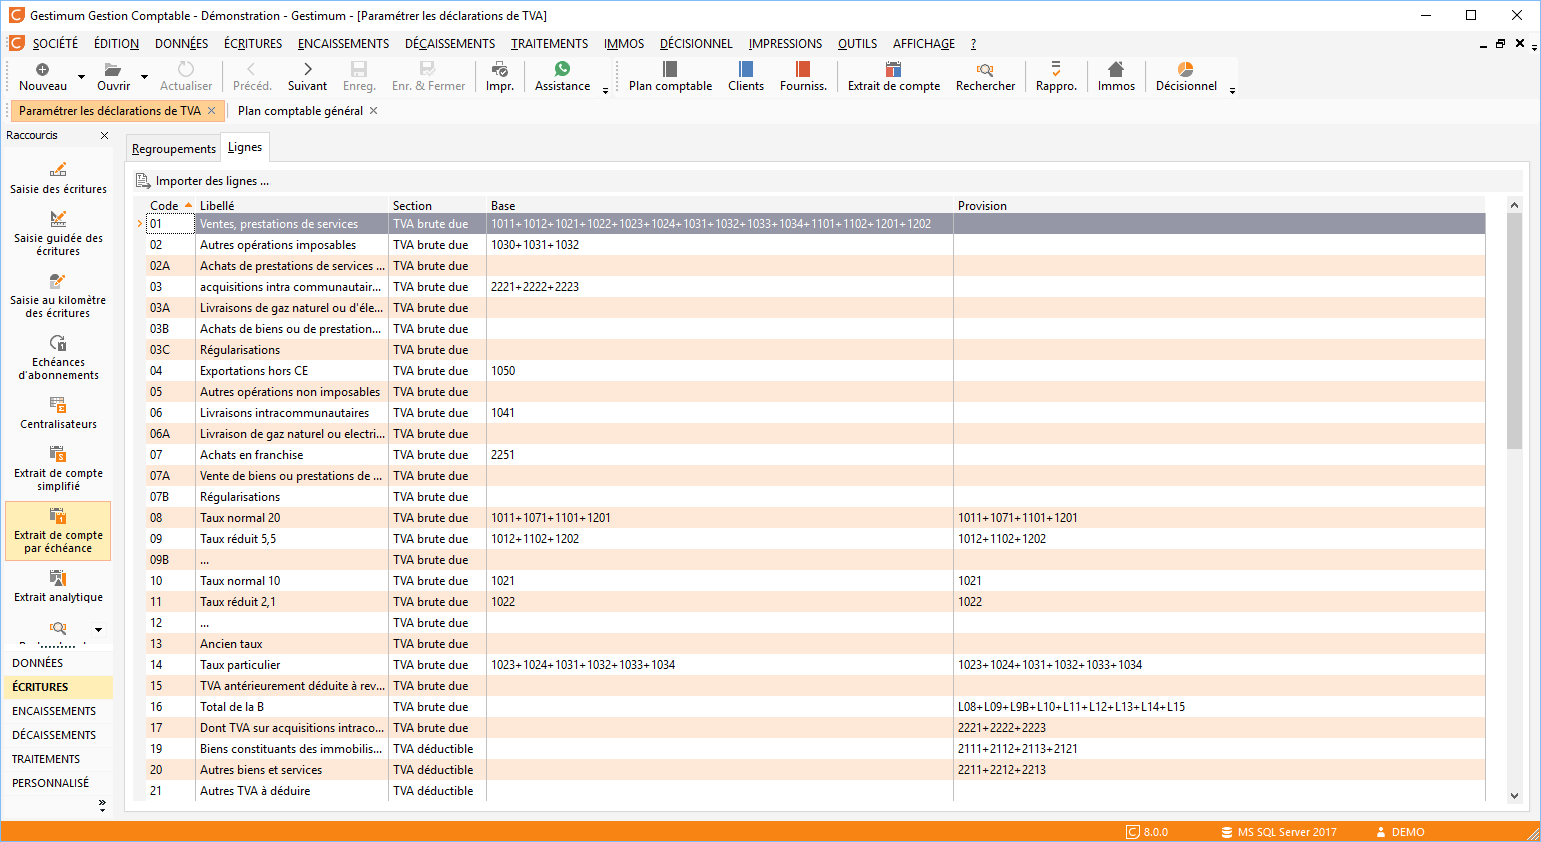 Gestimum Gestion Comptable - Démonstration - Gestimum - [Paramétrer les déclarations de TVA]
SOCIÉTÉ ÉDITION DONNÉES ÉCRITURES ENCAISSEMENTS DÉCAISSEMENTS TRAITEMENTS IMMOS DÉCISIONNEL IMPRESSIONS OUTILS AFFICHAGE ?
Nouveau Ouvrir Actualiser Précéd. Suivant Enreg. Enr. & Fermer Impr. Assistance Plan comptable Clients Fourniss. Extrait de compte Rechercher Rappro. Immos Décisionnel
Paramétrer les déclarations de TVA Plan comptable général
Raccourcis
Saisie des écritures
Saisie guidée des
écritures
Saisie au kilomètre
des écritures
Echéances
d'abonnements
Centralisateurs
Extrait de compte
simplifié
Extrait de compte
par échéance
Extrait analytique
DONNÉES
ÉCRITURES
ENCAISSEMENTS
DÉCAISSEMENTS
TRAITEMENTS
PERSONNALISÉ
Regroupements Lignes
Importer des lignes ...
Code Libellé Section Base Provision
01 Ventes, prestations de services TVA brute due 1011+1012+1021+1022+1023+1024+1031+1032+1033+1034+1101+1102+1201+1202
02 Autres opérations imposables TVA brute due 1030+1031+1032
02A Achats de prestations de services ... TVA brute due
03 acquisitions intra communautair... TVA brute due 2221+2222+2223
03A Livraisons de gaz naturel ou d'éle... TVA brute due
03B Achats de biens ou de prestation... TVA brute due
03C Régularisations TVA brute due
04 Exportations hors CE TVA brute due 1050
05 Autres opérations non imposables TVA brute due
06 Livraisons intracommunautaires TVA brute due 1041
06A Livraison de gaz naturel ou electri... TVA brute due
07 Achats en franchise TVA brute due 2251
07A Vente de biens ou prestations de ... TVA brute due
07B Régularisations TVA brute due
08 Taux normal 20 TVA brute due 1011+1071+1101+1201 1011+1071+1101+1201
09 Taux réduit 5,5 TVA brute due 1012+1102+1202 1012+1102+1202
09B ... TVA brute due
10 Taux normal 10 TVA brute due 1021 1021
11 Taux réduit 2,1 TVA brute due 1022 1022
12 ... TVA brute due
13 Ancien taux TVA brute due
14 Taux particulier TVA brute due 1023+1024+1031+1032+1033+1034 1023+1024+1031+1032+1033+1034
15 TVA antérieurement déduite à rev... TVA brute due
16 Total de la B TVA brute due L08+L09+L9B+L10+L11+L12+L13+L14+L15
17 Dont TVA sur acquisitions intraco... TVA brute due 2221+2222+2223
19 Biens constituants des immobilis... TVA déductible 2111+2112+2113+2121
20 Autres biens et services TVA déductible 2211+2212+2213
21 Autres TVA à déduire TVA déductible
8.0.0 MS SQL Server 2017 DEMO